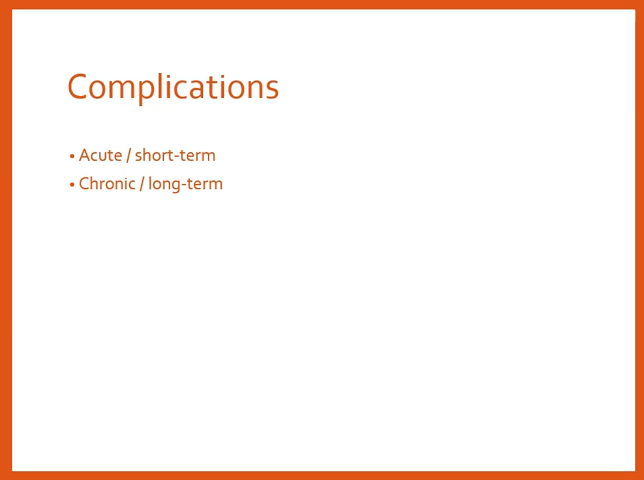 Complications
• Acute / short-term
• Chronic / long-term